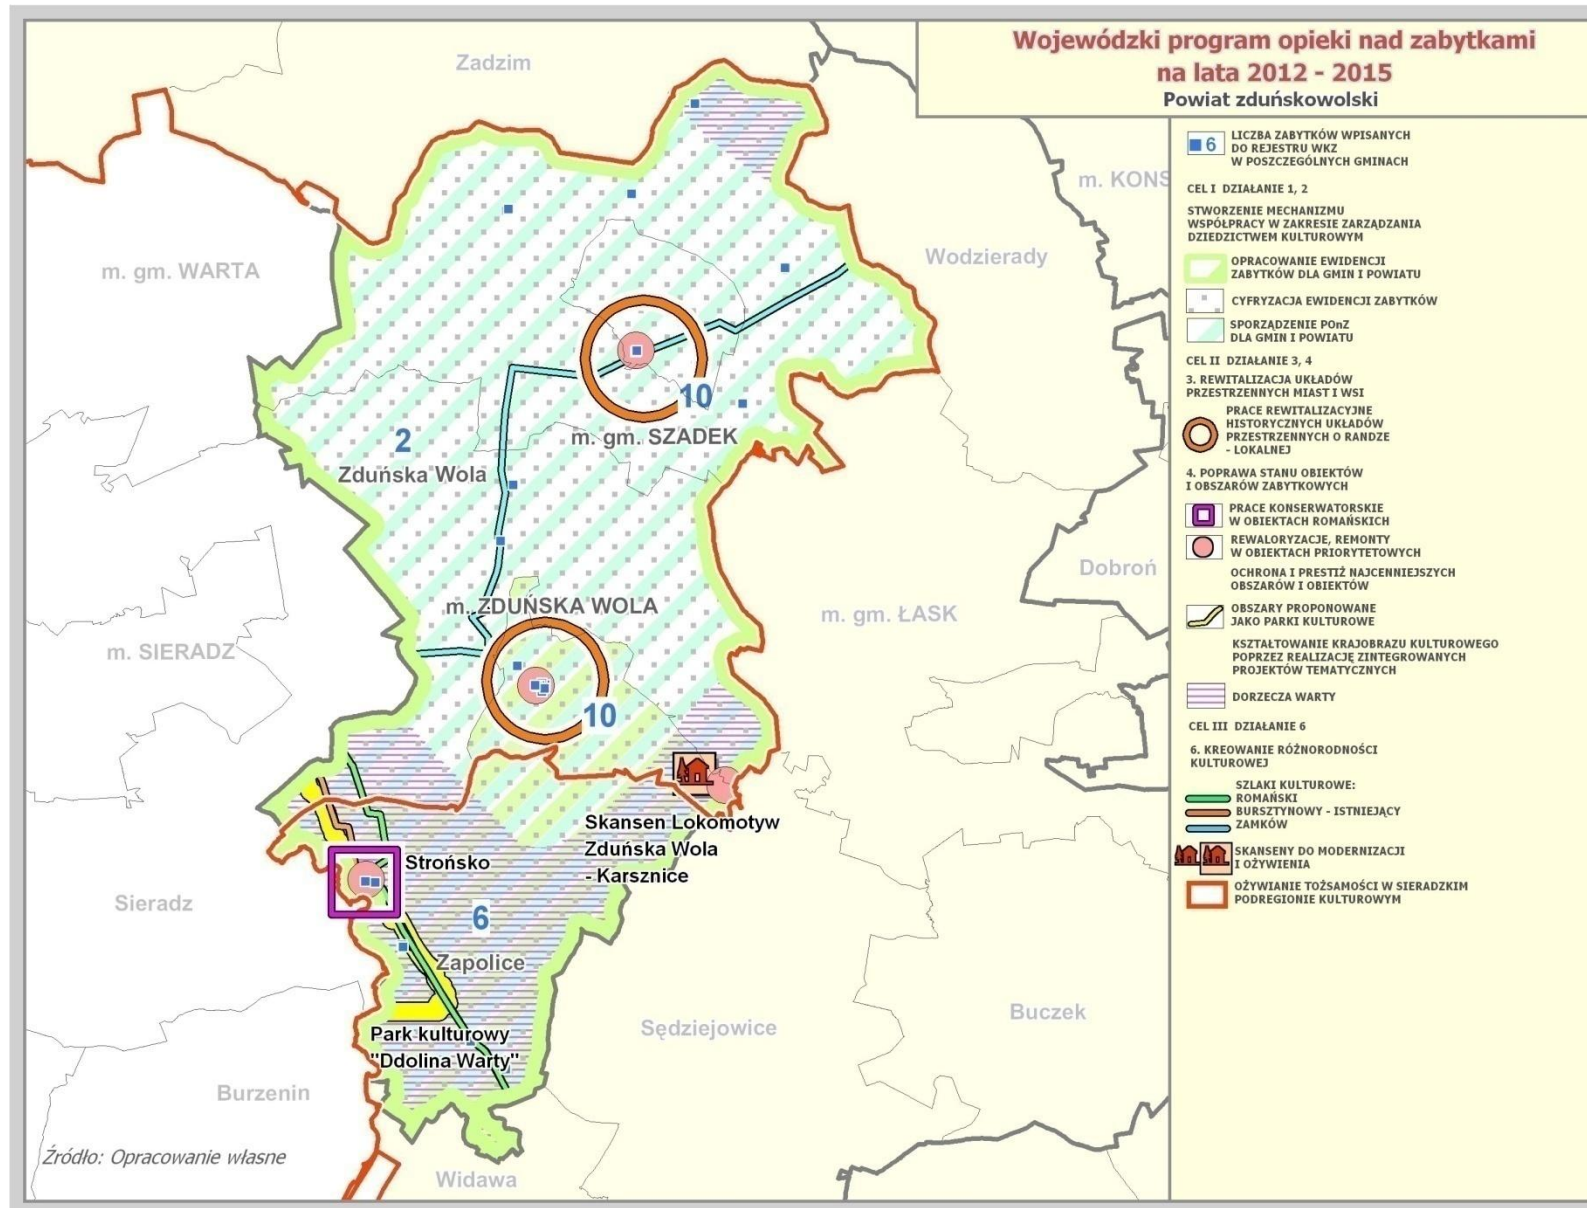 Wojewódzki program opieki nad zabytkami
na lata 2012 - 2015
Powiat zduńskowolski
Zadzim
m. KONS
m. gm. WARTA
Wodzierady
10
m. gm. SZADEK
2
Zduńska Wola
Dobroń
m. ZDUŃSKA WOLA
m. gm. ŁASK
m. SIERADZ
10
Skansen Lokomotyw
Zduńska Wola
- Karsznice
Strońsko
Sieradz
6
Zapolice
Buczek
Sędziejowice
Park kulturowy
"Ddolina Warty"
Burzenin
Źródło: Opracowanie własne
Widawa
6
LICZBA ZABYTKÓW WPISANYCH
DO REJESTRU WKZ
W POSZCZEGÓLNYCH GMINACH
CEL I DZIAŁANIE 1, 2
STWORZENIE MECHANIZMU
WSPÓŁPRACY W ZAKRESIE ZARZĄDZANIA
DZIEDZICTWEM KULTUROWYM
OPRACOWANIE EWIDENCJI
ZABYTKÓW DLA GMIN I POWIATU
CYFRYZACJA EWIDENCJI ZABYTKÓW
SPORZĄDZENIE POnZ
DLA GMIN I POWIATU
CEL II DZIAŁANIE 3, 4
3. REWITALIZACJA UKŁADÓW
PRZESTRZENNYCH MIAST I WSI
PRACE REWITALIZACYJNE
HISTORYCZNYCH UKŁADÓW
PRZESTRZENNYCH O RANDZE
- LOKALNEJ
4. POPRAWA STANU OBIEKTÓW
I OBSZARÓW ZABYTKOWYCH
PRACE KONSERWATORSKIE
W OBIEKTACH ROMAŃSKICH
REWALORYZACJE, REMONTY
W OBIEKTACH PRIORYTETOWYCH
OCHRONA I PRESTIŻ NAJCENNIEJSZYCH
OBSZARÓW I OBIEKTÓW
OBSZARY PROPONOWANE
JAKO PARKI KULTUROWE
KSZTAŁTOWANIE KRAJOBRAZU KULTUROWEGO
POPRZEZ REALIZACJĘ ZINTEGROWANYCH
PROJEKTÓW TEMATYCZNYCH
DORZECZA WARTY
CEL III DZIAŁANIE 6
6. KREOWANIE RÓŻNORODNOŚCI
KULTUROWEJ
SZLAKI KULTUROWE:
ROMAŃSKI
BURSZTYNOWY - ISTNIEJĄCY
ZAMKÓW
SKANSENY DO MODERNIZACJI
I OŻYWIENIA
OŻYWIANIE TOŻSAMOŚCI W SIERADZKIM
PODREGIONIE KULTUROWYM